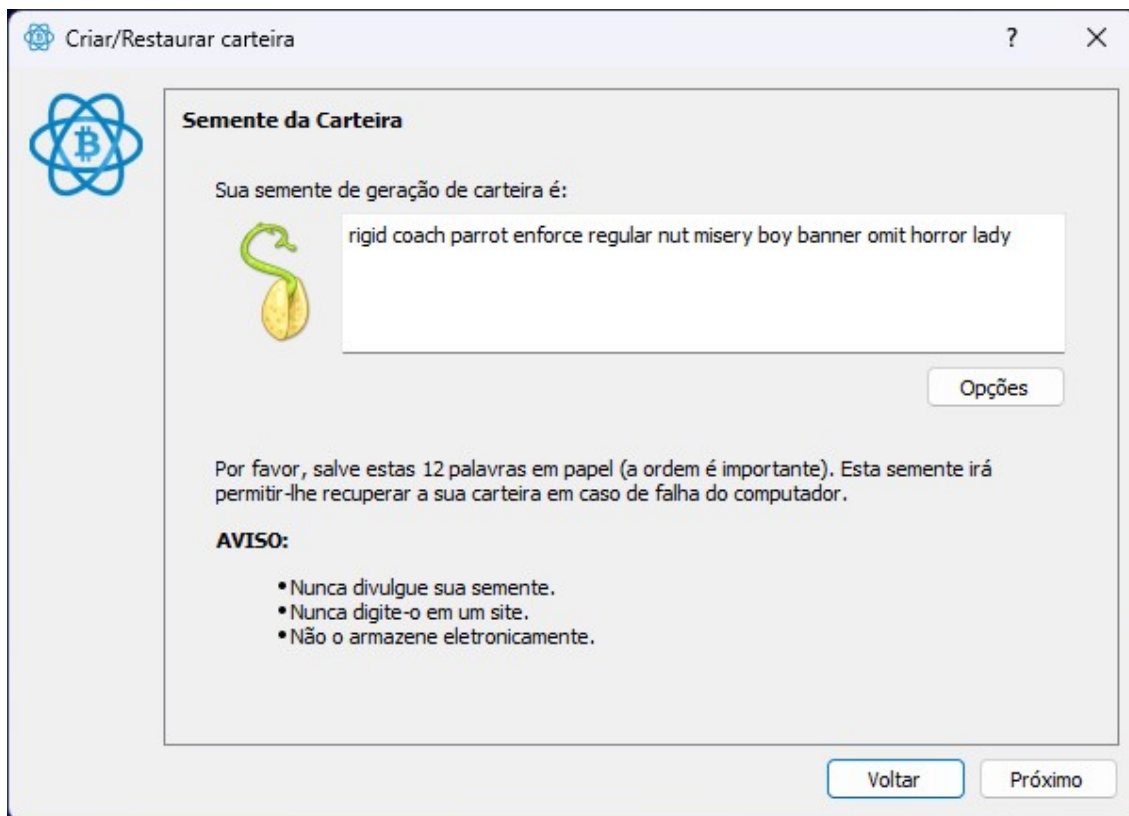 Criar/Restaurar carteira
Semente da Carteira
Sua semente de geração de carteira é:
rigid coach parrot enforce regular nut misery boy banner omit horror lady
Opções
Por favor, salve estas 12 palavras em papel (a ordem é importante). Esta semente irá
permitir-lhe recuperar a sua carteira em caso de falha do computador.
AVISO:
•Nunca divulgue sua semente.
•Nunca digite-o em um site.
•Não o armazene eletronicamente.
Voltar
Próximo